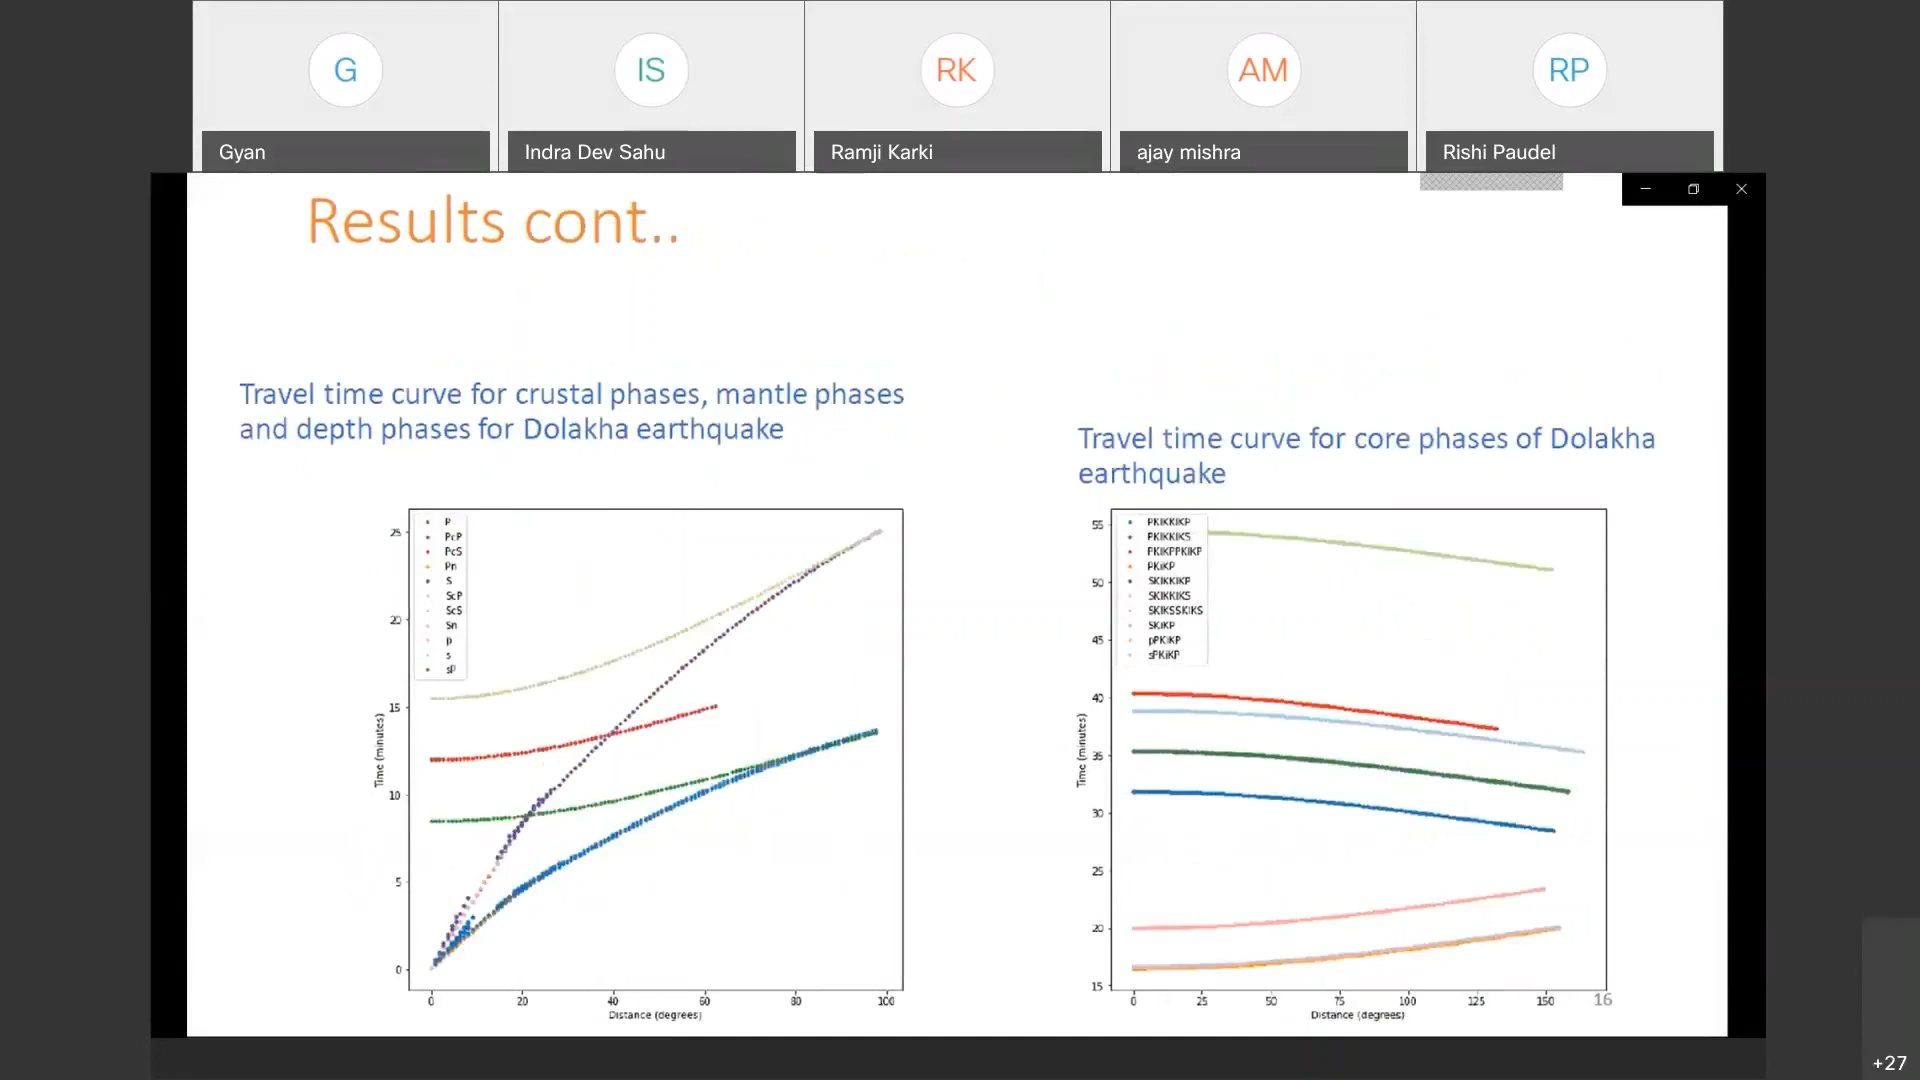 G
IS
RK
AM
RP
Gyan
Indra Dev Sahu
Ramji Karki
ajay mishra
Rishi Paudel
Results cont..
Travel time curve for crustal phases, mantle phases
and depth phases for Dolakha earthquake
Travel time curve for core phases of Dolakha
earthquake
P
PcP
PcS
Pn
S
ScP
ScS
Sn
p
s
sP
25
20
15
10
5
0
Time (minutes)
0 20 40 60 80 100
Distance (degrees)
PKIKKIKP
PKIKKIKS
PKIKPPKIKP
PKiKP
SKIKKIKP
SKIKKIKS
SKIKSSKIKS
SKiKP
pPKiKP
sPKiKP
55
50
45
40
35
30
25
20
15
Time (minutes)
0 25 50 75 100 125 150
Distance (degrees)
16
+27